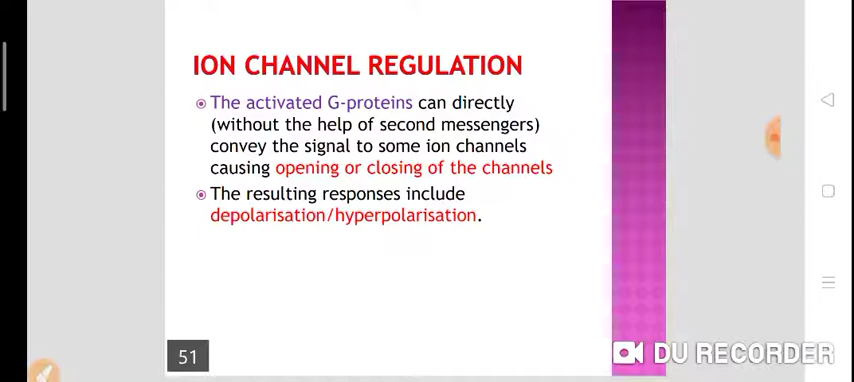 ION CHANNEL REGULATION
The activated G-proteins can directly
(without the help of second messengers)
convey the signal to some ion channels
causing opening or closing of the channels
The resulting responses include
depolarisation/hyperpolarisation.
51
DU RECORDER